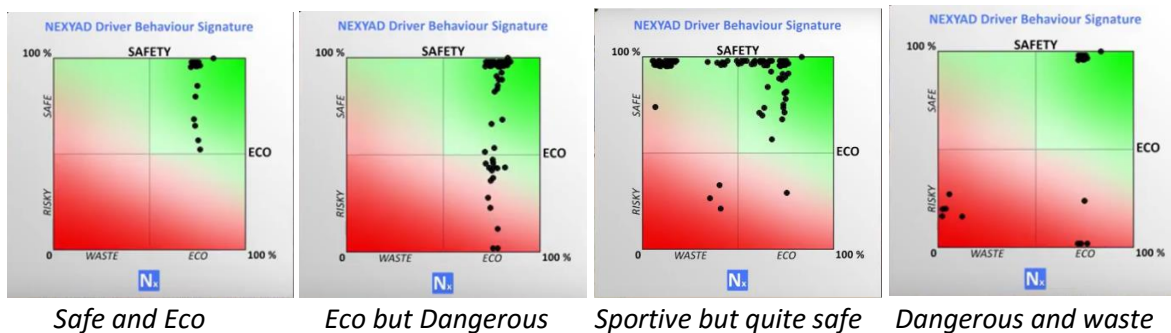 NEXYAD Driver Behaviour Signature
100 %
SAFETY
SAFE
ECO
RISKY
0
WASTE
ECO
100 %
Nx
Safe and Eco
NEXYAD Driver Behaviour Signature
100 %
SAFETY
SAFE
ECO
RISKY
0
WASTE
ECO
100 %
Nx
Eco but Dangerous
NEXYAD Driver Behaviour Signature
100 %
SAFETY
SAFE
ECO
RISKY
0
WASTE
ECO
100 %
Nx
Sportive but quite safe
NEXYAD Driver Behaviour Signature
100 %
SAFETY
SAFE
ECO
RISKY
0
WASTE
ECO
100 %
Nx
Dangerous and waste